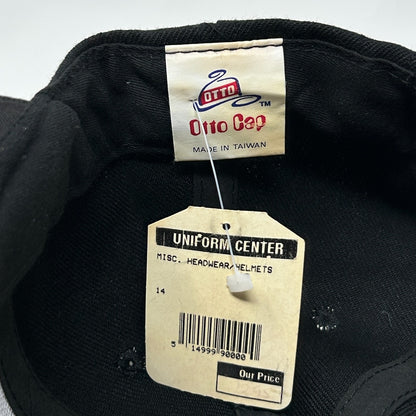 OTTO
™
Otto Cap
MADE IN TAIWAN
UNIFORM CENTER
MISC. HEADWEAR/HELMETS
14
5 14999 90000
Our Price